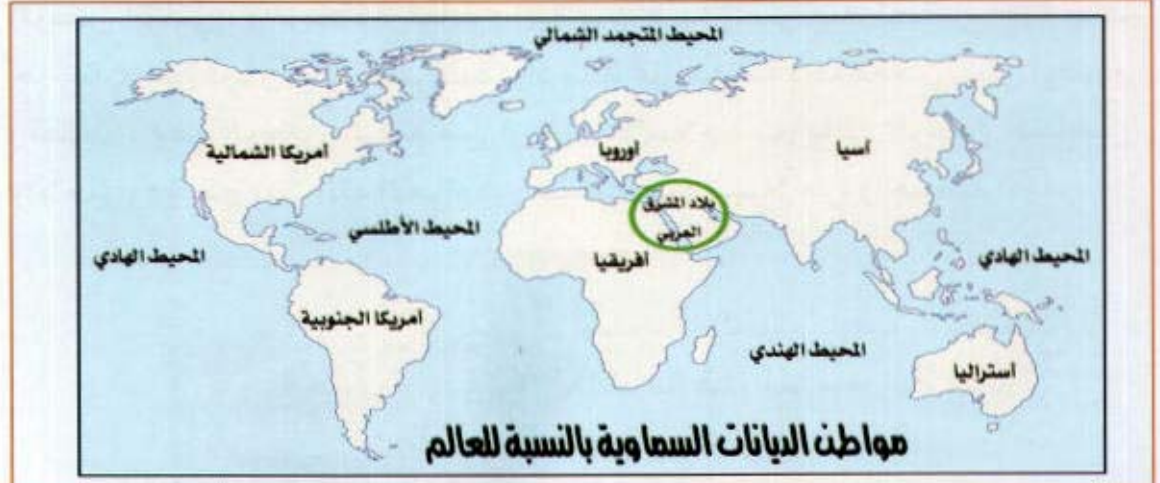 المحيط المتجمد الشمالي
أمريكا الشمالية
أوروبا
آسيا
بلاد المشرق
العربي
المحيط الأطلسي
المحيط الهادي
المحيط الهادي
أفريقيا
أمريكا الجنوبية
المحيط الهندي
أستراليا
مواطن الديانات السماوية بالنسبة للعالم